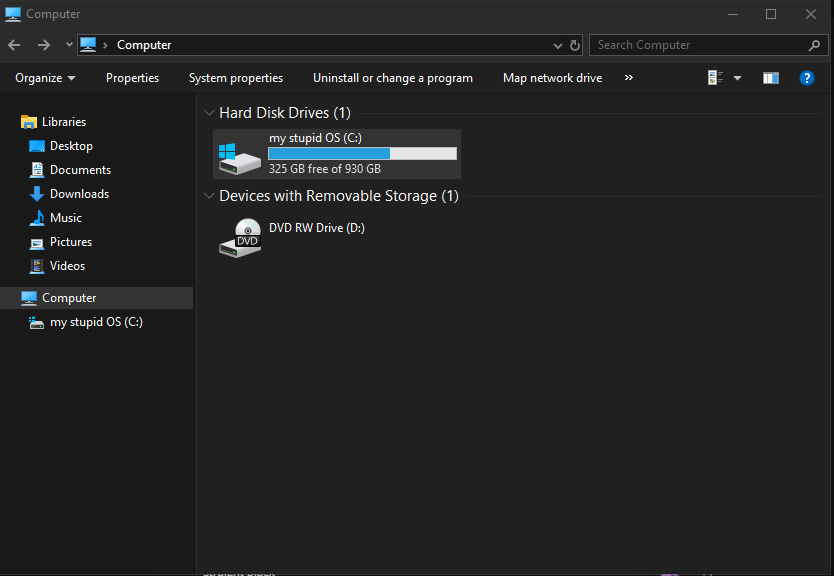 Computer
Computer
Search Computer
Organize
Properties
System properties
Uninstall or change a program
Map network drive
»
?
Libraries
Desktop
Documents
Downloads
Music
Pictures
Videos
Computer
my stupid OS (C:)
Hard Disk Drives (1)
my stupid OS (C:)
325 GB free of 930 GB
Devices with Removable Storage (1)
DVD
DVD RW Drive (D:)